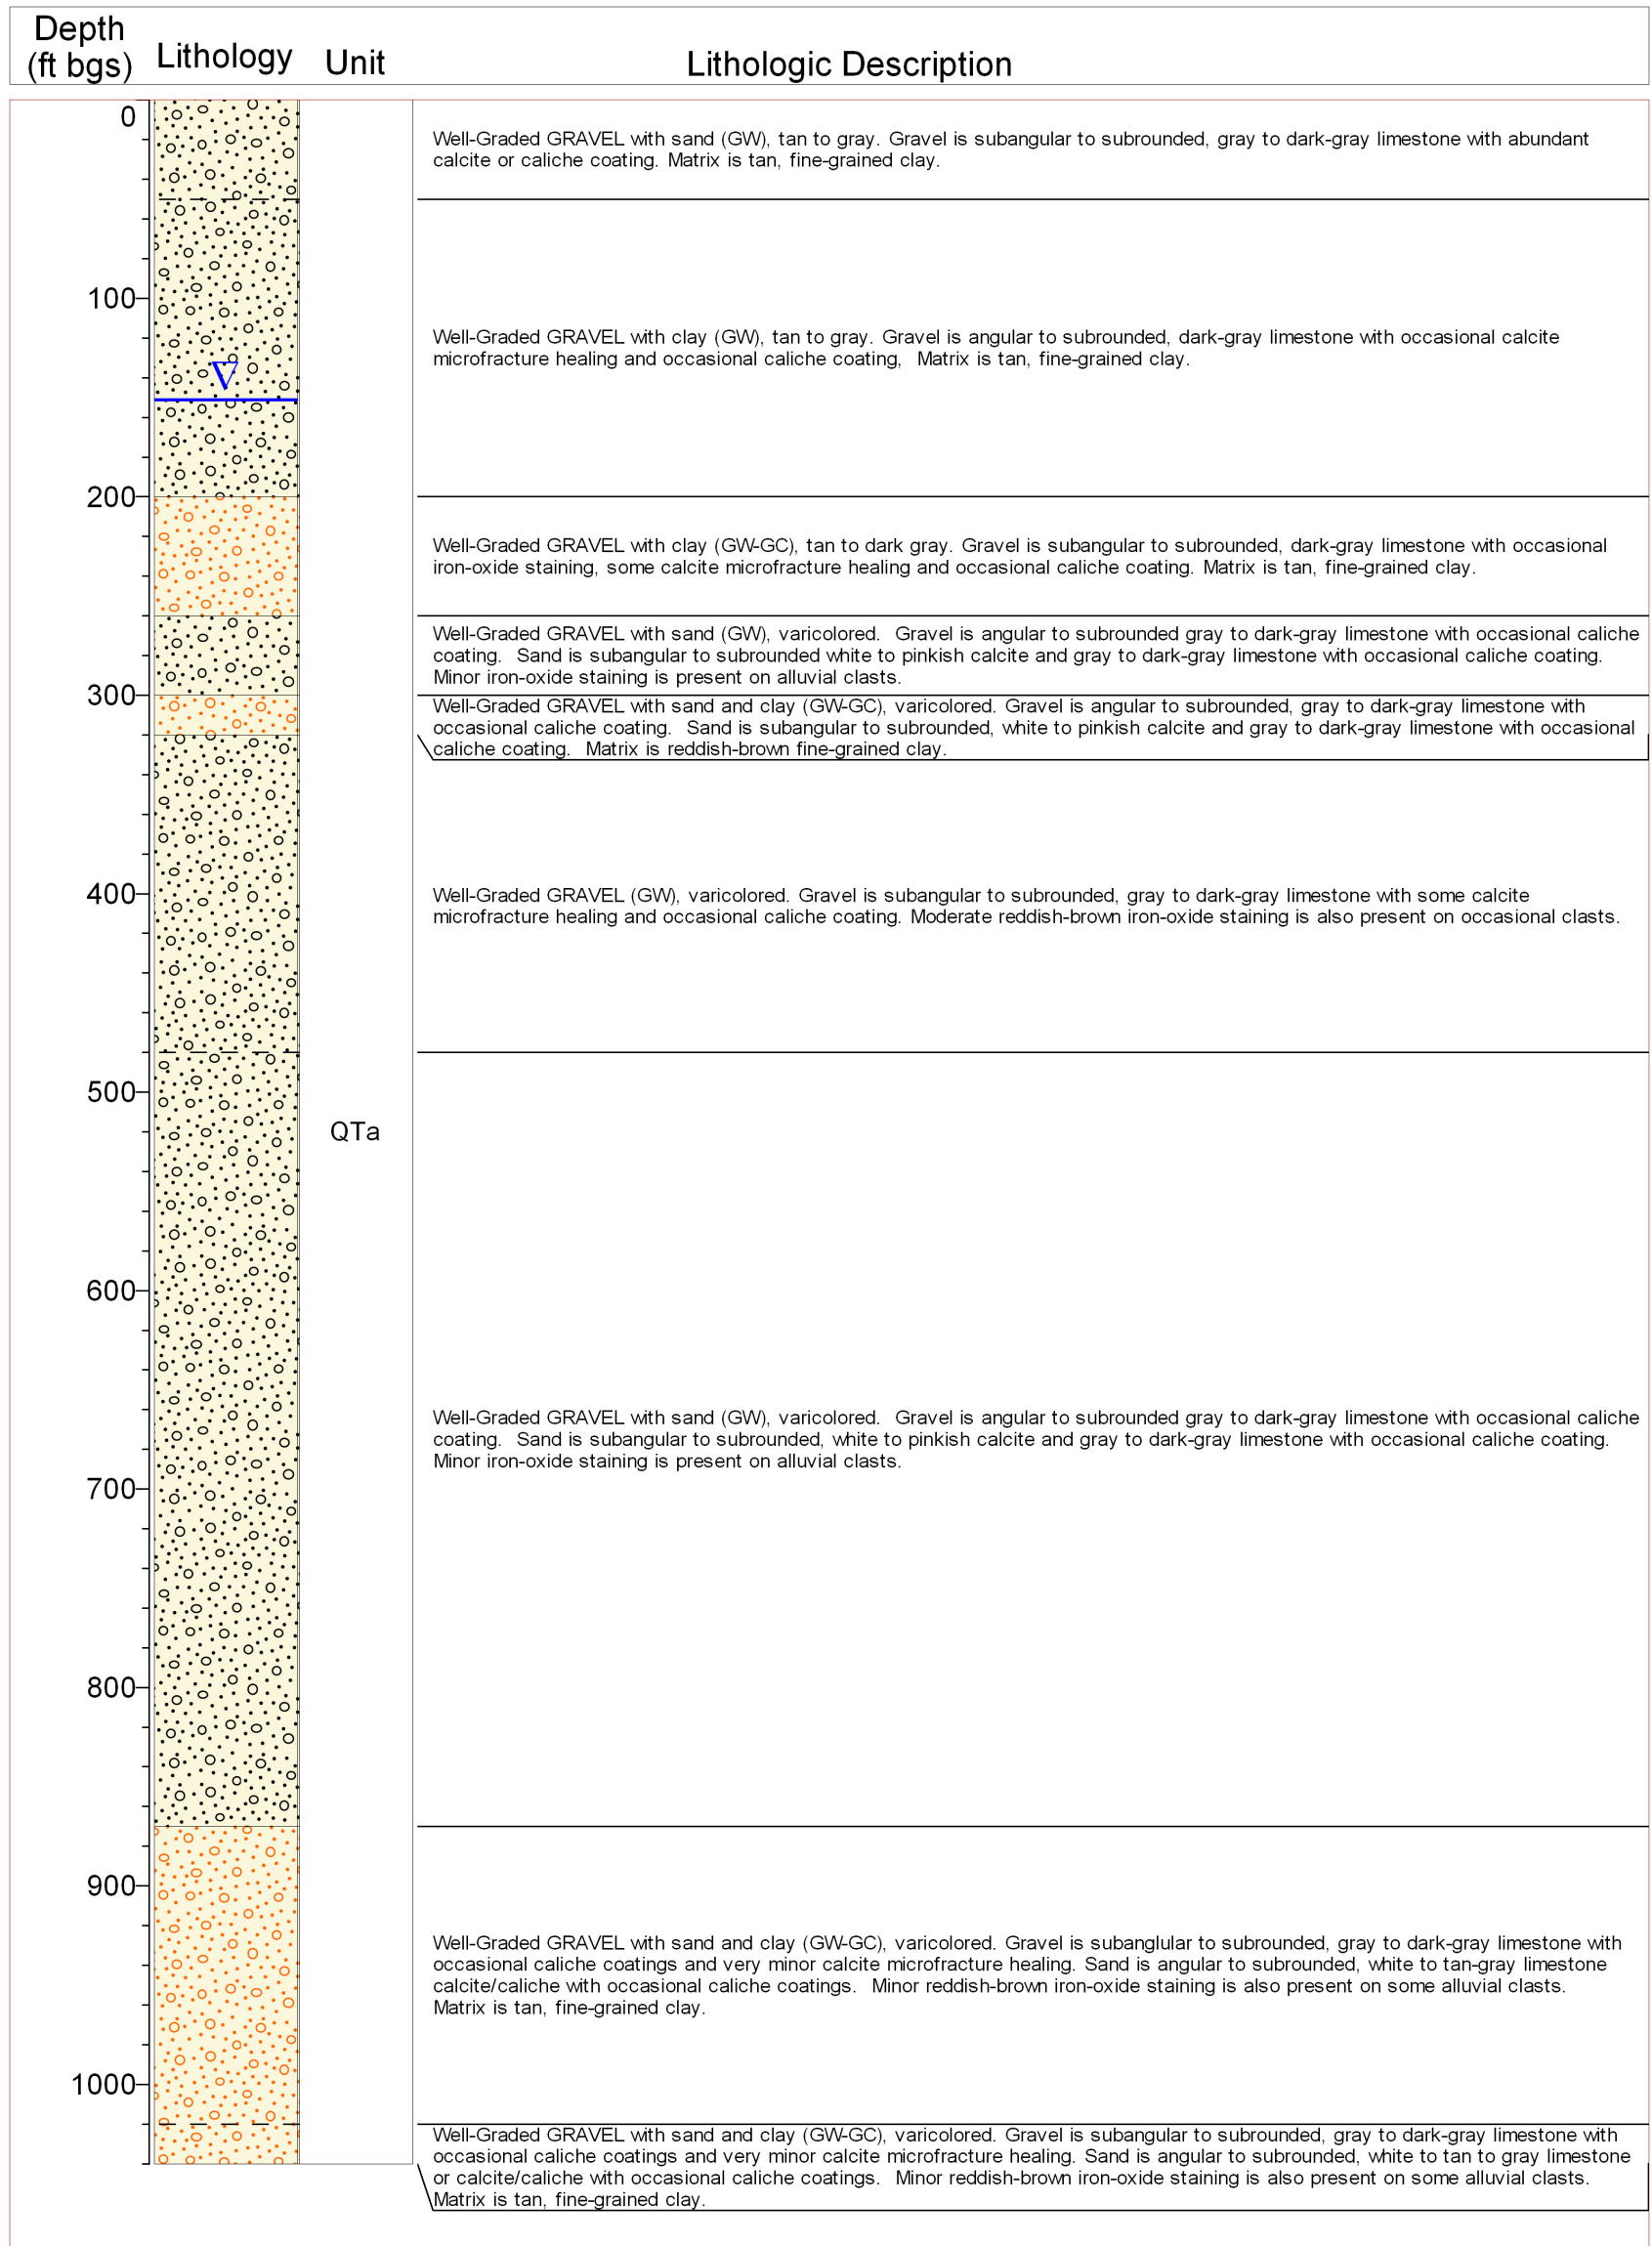 Depth
(ft bgs)
Lithology
Unit
Lithologic Description
0
Well-Graded GRAVEL with sand (GW), tan to gray. Gravel is subangular to subrounded, gray to dark-gray limestone with abundant
calcite or caliche coating. Matrix is tan, fine-grained clay.
100
Well-Graded GRAVEL with clay (GW), tan to gray. Gravel is angular to subrounded, dark-gray limestone with occasional calcite
microfracture healing and occasional caliche coating,  Matrix is tan, fine-grained clay.
200
Well-Graded GRAVEL with clay (GW-GC), tan to dark gray. Gravel is subangular to subrounded, dark-gray limestone with occasional
iron-oxide staining, some calcite microfracture healing and occasional caliche coating. Matrix is tan, fine-grained clay.
Well-Graded GRAVEL with sand (GW), varicolored.  Gravel is angular to subrounded gray to dark-gray limestone with occasional caliche
coating.  Sand is subangular to subrounded white to pinkish calcite and gray to dark-gray limestone with occasional caliche coating.
Minor iron-oxide staining is present on alluvial clasts.
300
Well-Graded GRAVEL with sand and clay (GW-GC), varicolored. Gravel is angular to subrounded, gray to dark-gray limestone with
occasional caliche coating.  Sand is subangular to subrounded, white to pinkish calcite and gray to dark-gray limestone with occasional
caliche coating.  Matrix is reddish-brown fine-grained clay.
400
Well-Graded GRAVEL (GW), varicolored. Gravel is subangular to subrounded, gray to dark-gray limestone with some calcite
microfracture healing and occasional caliche coating. Moderate reddish-brown iron-oxide staining is also present on occasional clasts.
500
QTa
600
Well-Graded GRAVEL with sand (GW), varicolored.  Gravel is angular to subrounded gray to dark-gray limestone with occasional caliche
coating.  Sand is subangular to subrounded, white to pinkish calcite and gray to dark-gray limestone with occasional caliche coating.
Minor iron-oxide staining is present on alluvial clasts.
700
800
900
Well-Graded GRAVEL with sand and clay (GW-GC), varicolored. Gravel is subanglular to subrounded, gray to dark-gray limestone with
occasional caliche coatings and very minor calcite microfracture healing. Sand is angular to subrounded, white to tan-gray limestone
calcite/caliche with occasional caliche coatings.  Minor reddish-brown iron-oxide staining is also present on some alluvial clasts.
Matrix is tan, fine-grained clay.
1000
Well-Graded GRAVEL with sand and clay (GW-GC), varicolored. Gravel is subangular to subrounded, gray to dark-gray limestone with
occasional caliche coatings and very minor calcite microfracture healing. Sand is angular to subrounded, white to tan to gray limestone
or calcite/caliche with occasional caliche coatings.  Minor reddish-brown iron-oxide staining is also present on some alluvial clasts.
Matrix is tan, fine-grained clay.